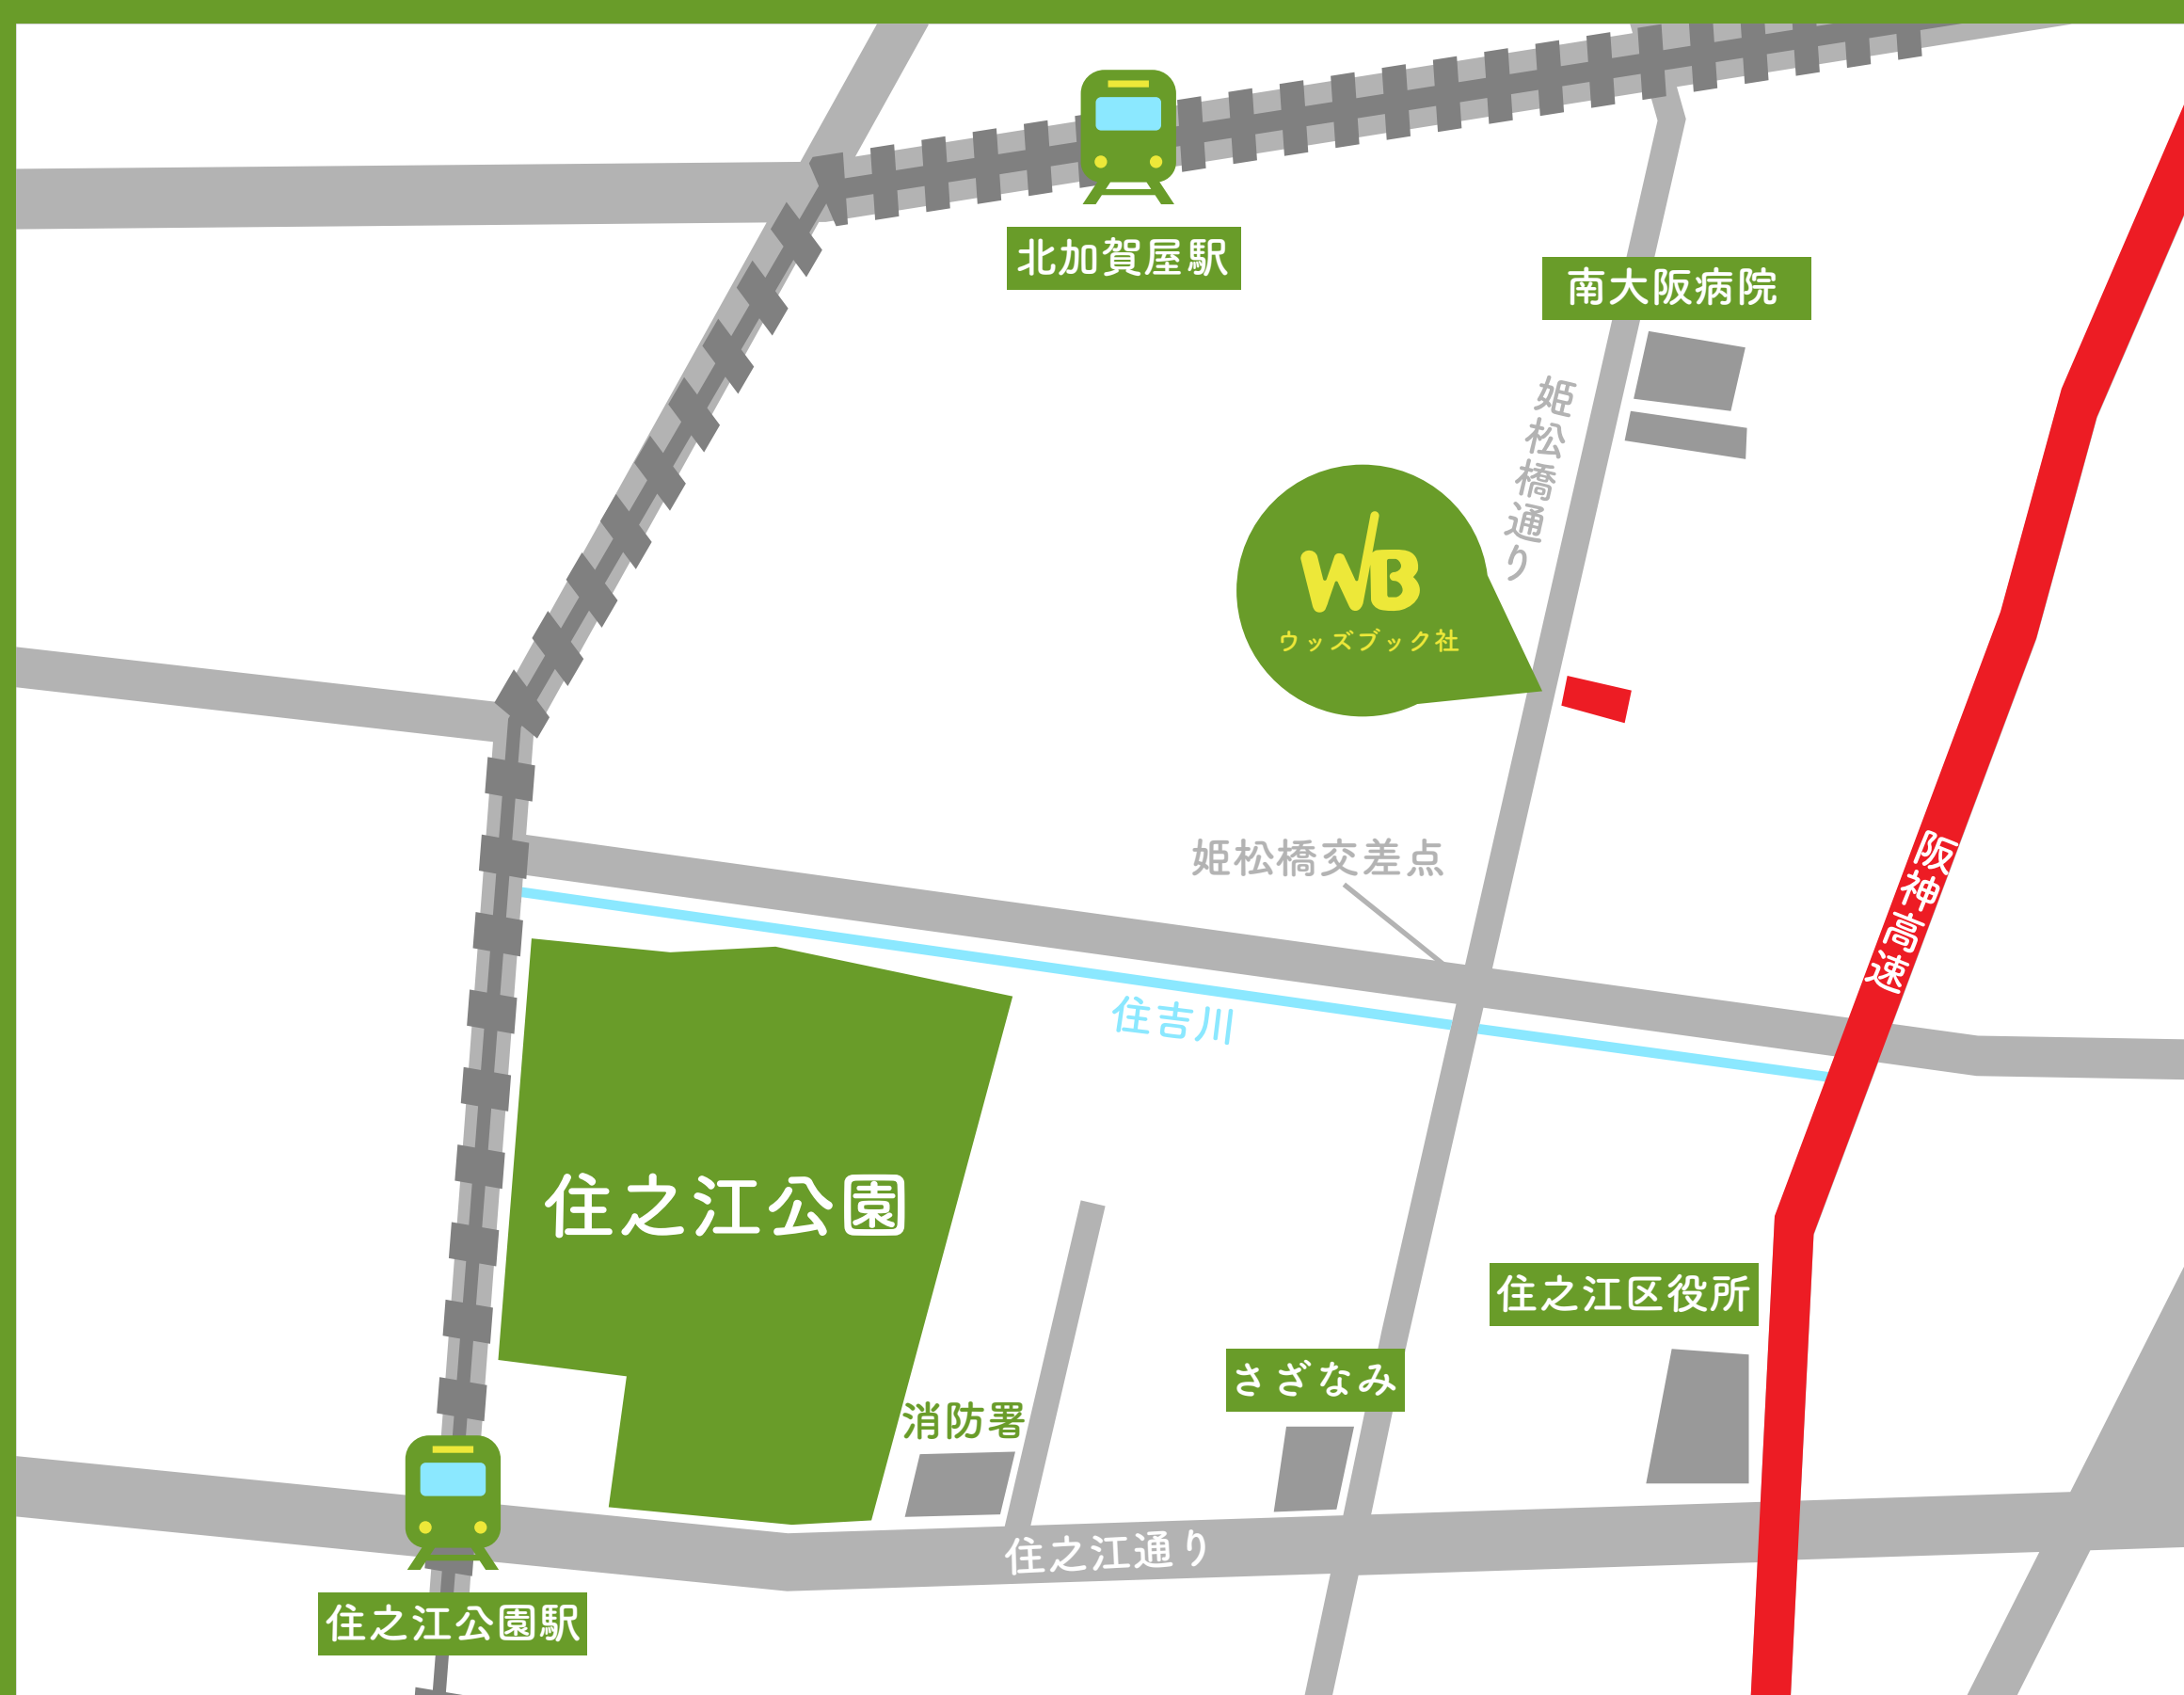 北加賀屋駅
南大阪病院
姫松橋通り
WB
ウッズブック社
姫松橋交差点
阪神高速
住吉川
住之江公園
住之江区役所
さざなみ
消防署
住之江通り
住之江公園駅